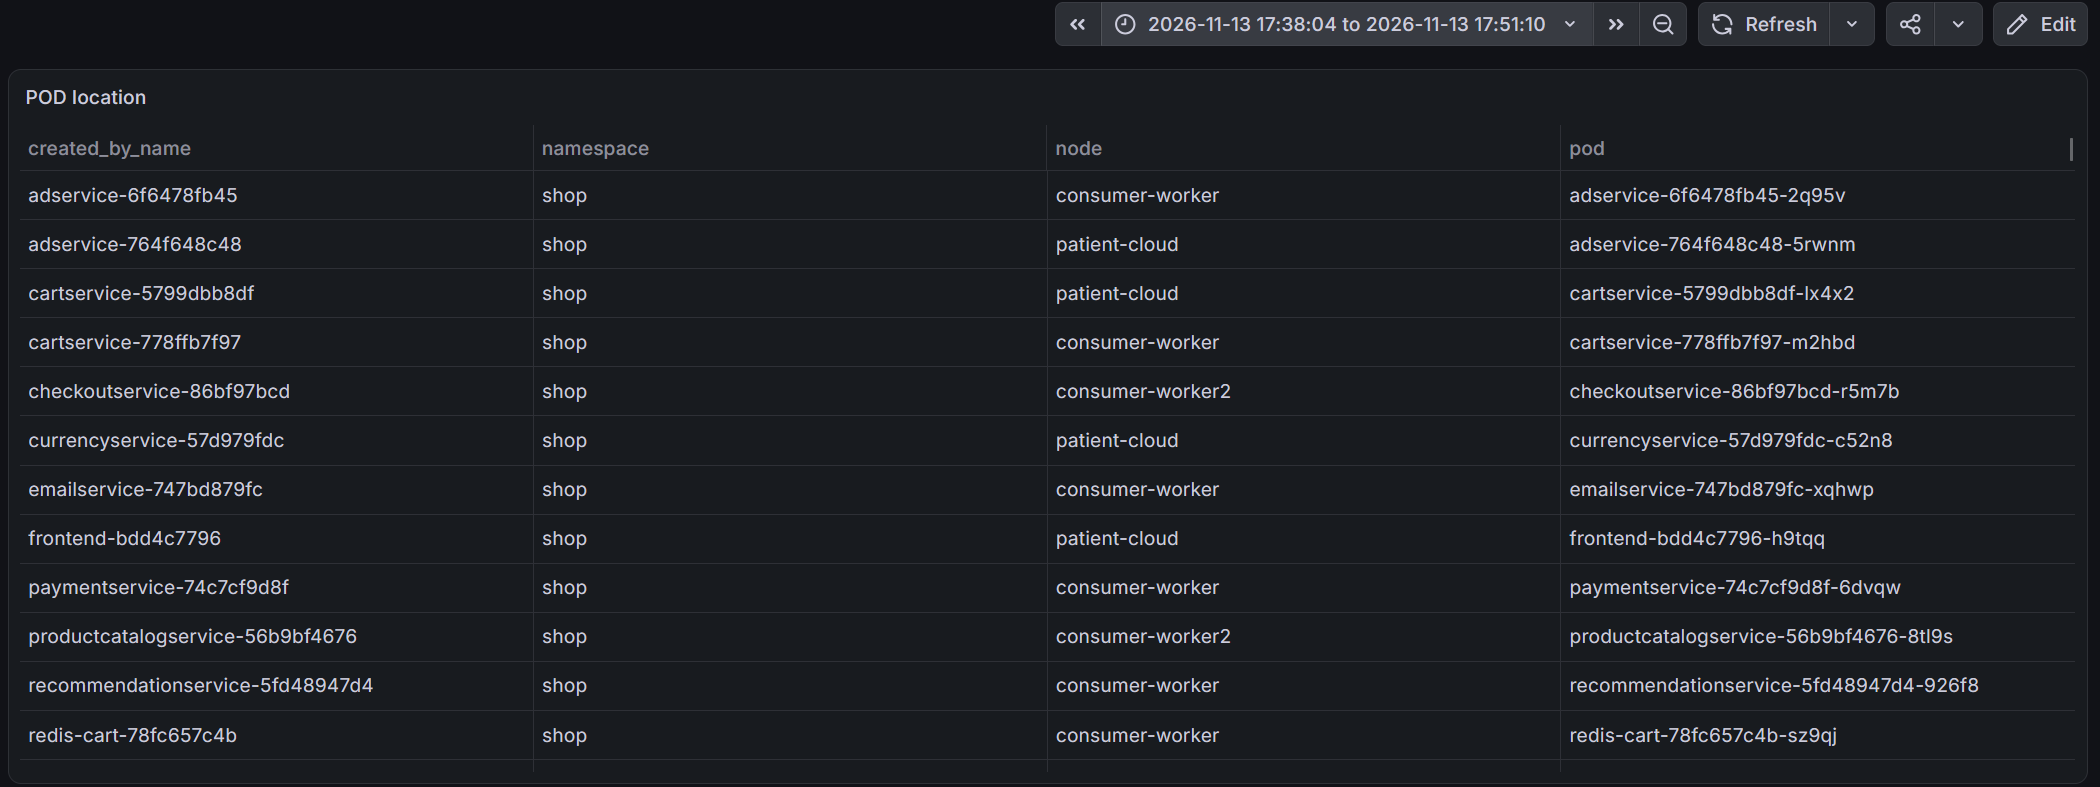 2026-11-13 17:38:04 to 2026-11-13 17:51:10 Refresh Edit
POD location
created_by_name namespace node pod
adservice-6f6478fb45 shop consumer-worker adservice-6f6478fb45-2q95v
adservice-764f648c48 shop patient-cloud adservice-764f648c48-5rwnm
cartservice-5799dbb8df shop patient-cloud cartservice-5799dbb8df-lx4x2
cartservice-778ffb7f97 shop consumer-worker cartservice-778ffb7f97-m2hbd
checkoutservice-86bf97bcd shop consumer-worker2 checkoutservice-86bf97bcd-r5m7b
currencyservice-57d979fdc shop patient-cloud currencyservice-57d979fdc-c52n8
emailservice-747bd879fc shop consumer-worker emailservice-747bd879fc-xqhwp
frontend-bdd4c7796 shop patient-cloud frontend-bdd4c7796-h9tqq
paymentservice-74c7cf9d8f shop consumer-worker paymentservice-74c7cf9d8f-6dvqw
productcatalogservice-56b9bf4676 shop consumer-worker2 productcatalogservice-56b9bf4676-8tl9s
recommendationservice-5fd48947d4 shop consumer-worker recommendationservice-5fd48947d4-926f8
redis-cart-78fc657c4b shop consumer-worker redis-cart-78fc657c4b-sz9qj